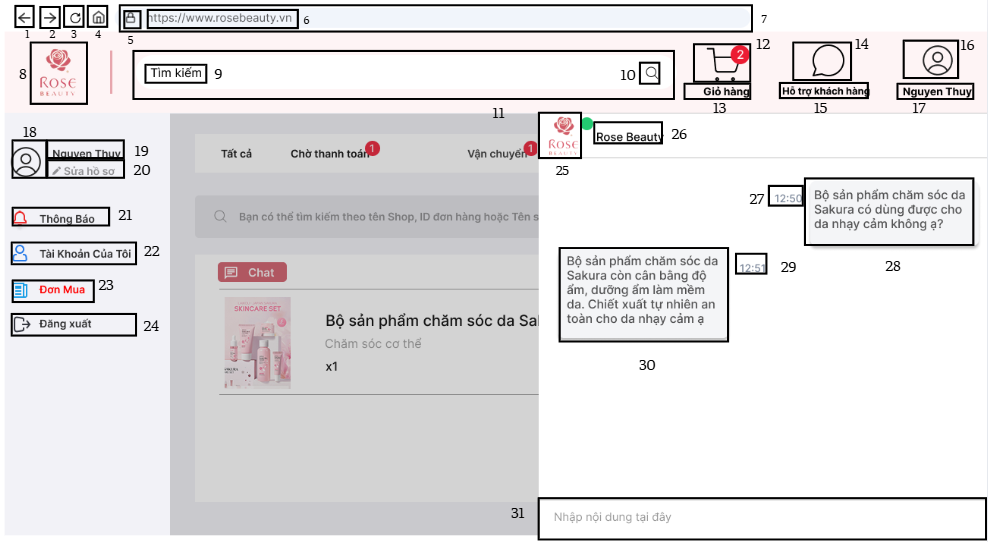 1 2 3 4
https://www.rosebeauty.vn
5 6 7
8 ROSE BEAUTY
Tìm kiếm 9 10 11
2 12
Giỏ hàng
13
14
Hỗ trợ khách hàng
15
16
Nguyen Thuy
17
18
Nguyen Thuy 19
Sửa hồ sơ 20
Thông Báo 21
Tài Khoản Của Tôi 22
Đơn Mua 23
Đăng xuất 24
Tất cả Chờ thanh toán 1 Vận chuyển 1
Bạn có thể tìm kiếm theo tên Shop, ID đơn hàng hoặc Tên s
Chat
SKINCARE SET
Bộ sản phẩm chăm sóc da Sa
Chăm sóc cơ thể
x1
ROSE BEAUTY
25
Rose Beauty 26
27 12:50
Bộ sản phẩm chăm sóc da
Sakura có dùng được cho
da nhạy cảm không ạ?
28
Bộ sản phẩm chăm sóc da
Sakura còn cân bằng độ
ẩm, dưỡng ẩm làm mềm
da. Chiết xuất tự nhiên an
toàn cho da nhạy cảm ạ
12:51 29
30
31
Nhập nội dung tại đây